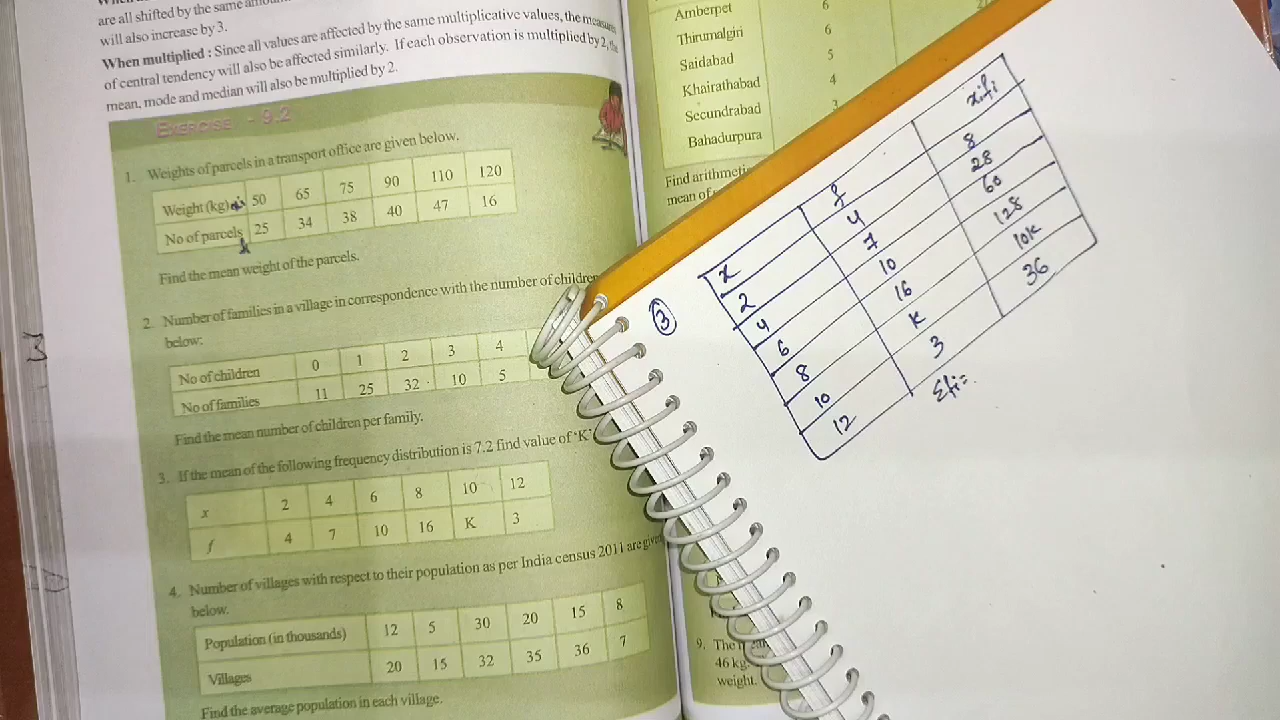 are all shifted by the same
will also increase by 3.
When multiplied : Since all values are affected by the same multiplicative values, the
of central tendency will also be affected similarly. If each observation is multiplied by 2,
mean, mode and median will also be multiplied by 2.
EXERCISE - 9.2
1. Weights of parcels in a transport office are given below.
Weight (kg) 50 65 75 90 110 120
No of parcels 25 34 38 40 47 16
Find the mean weight of the parcels.
2. Number of families in a village in correspondence with the number of children
below:
No of children 0 1 2 3 4
No of families 11 25 32 10 5
Find the mean number of children per family.
3. If the mean of the following frequency distribution is 7.2 find value of 'K'
x 2 4 6 8 10 12
f 4 7 10 16 K 3
4. Number of villages with respect to their population as per India census 2011 are given
below.
Population (in thousands) 12 5 30 20 15 8
Villages 20 15 32 35 36 7
Find the average population in each village.
Amberpet 6
Thirumalgiri 6
Saidabad 5
Khairathabad 4
Secundrabad 3
Bahadurpura
Find
mean of
9. The
46 kg.
weight.
3
x f xifi
2 4 8
4 7 28
6 10 60
8 16 128
10 K 10K
12 3 36
Σfi=